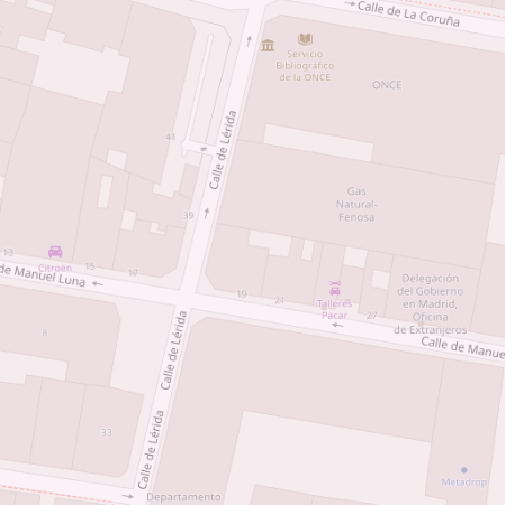 Calle de La Coruña
Servicio
Bibliográfico
de la ONCE
ONCE
Calle de Lérida
41
Gas
Natural-
Fenosa
39
13
Citroën
15
17
de Manuel Luna
19
21
Talleres
Pacar
27
Delegación
del Gobierno
en Madrid,
Oficina
de Extranjeros
Calle de Manue
8
Calle de Lérida
33
Calle de Lérida
Metadrop
Departamento